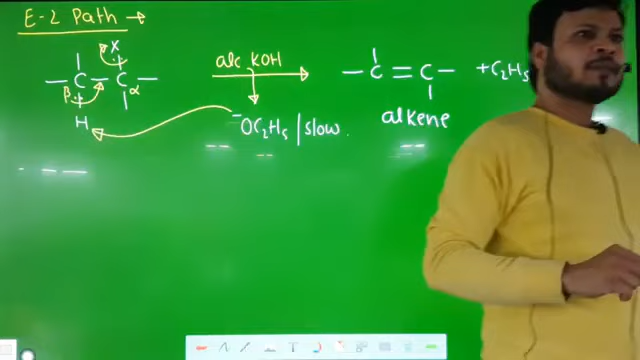 E-2 Path →
X
alc. KOH
— C — C —
— C = C — + C2H5
β
α
H
⁻OC2H5 / slow.
alkene